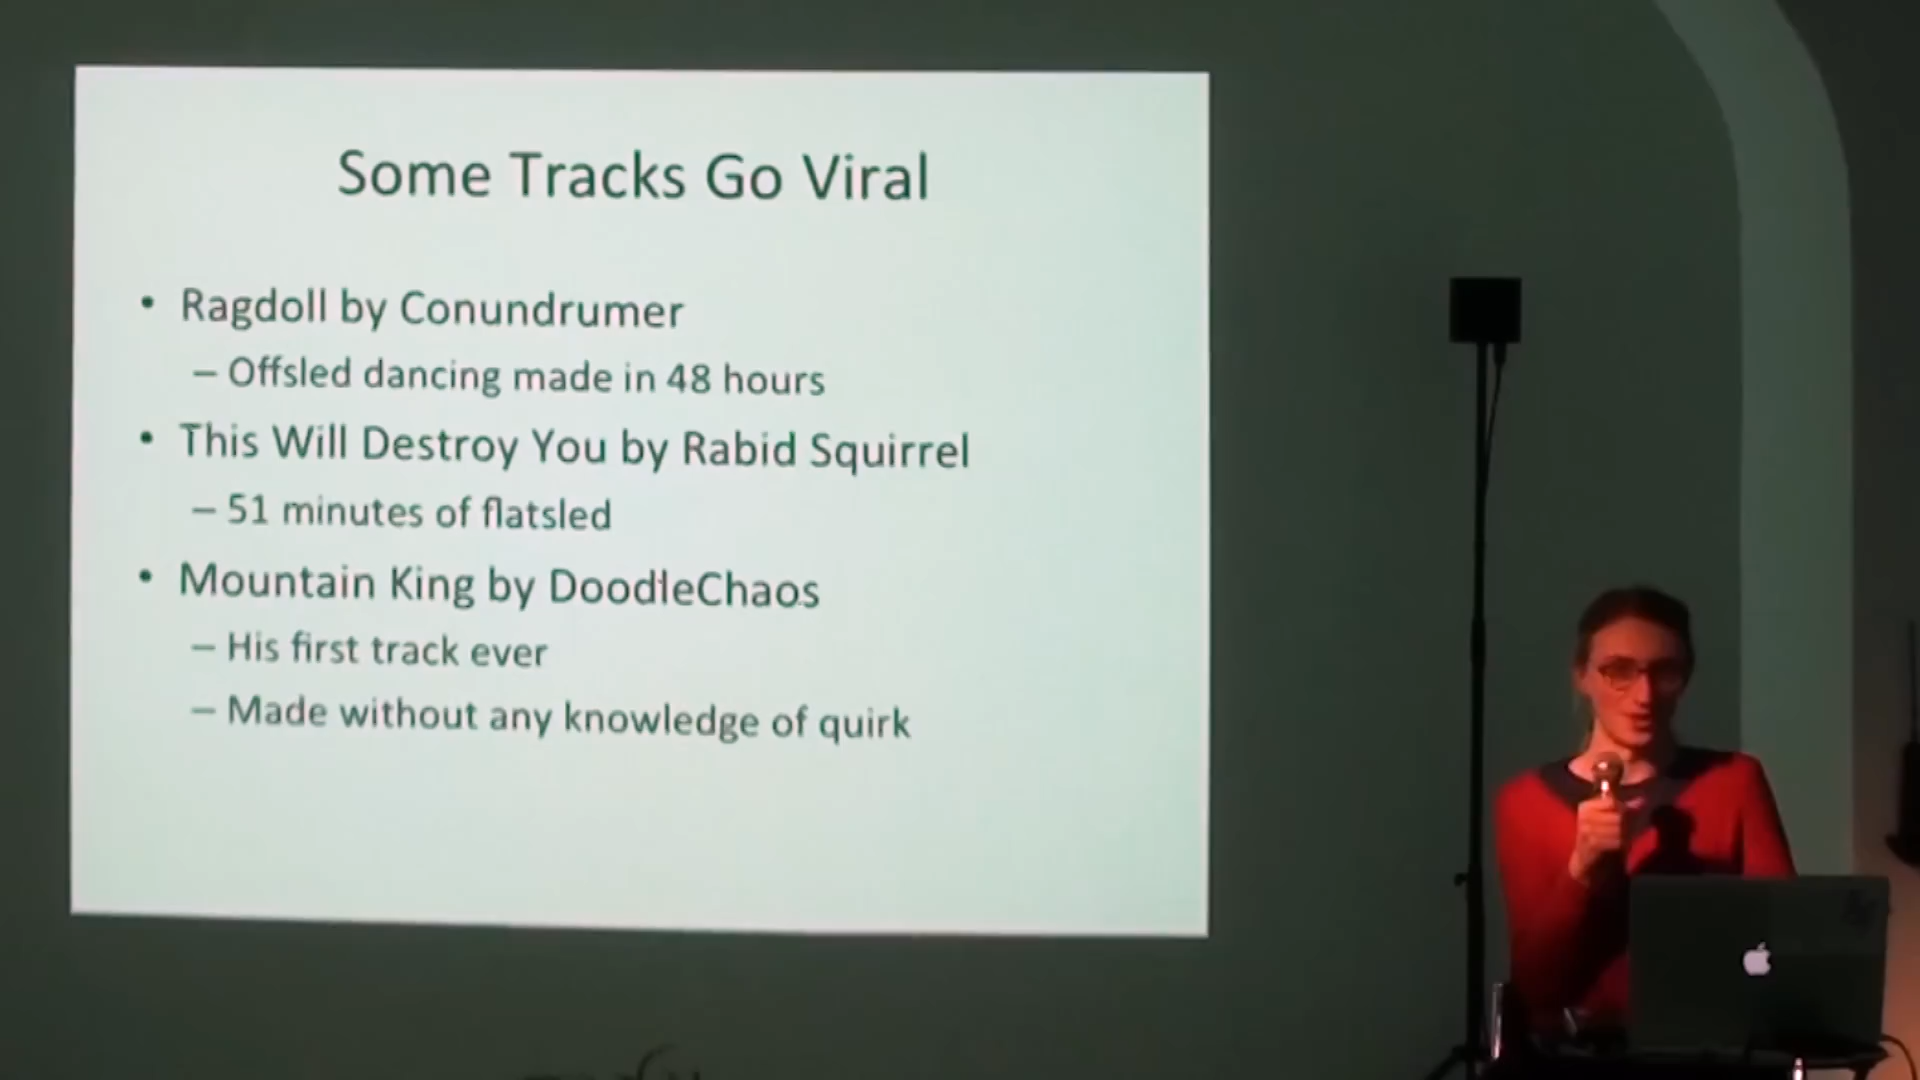 Some Tracks Go Viral
• Ragdoll by Conundrumer
– Offsled dancing made in 48 hours
• This Will Destroy You by Rabid Squirrel
– 51 minutes of flatsled
• Mountain King by DoodleChaos
– His first track ever
– Made without any knowledge of quirk